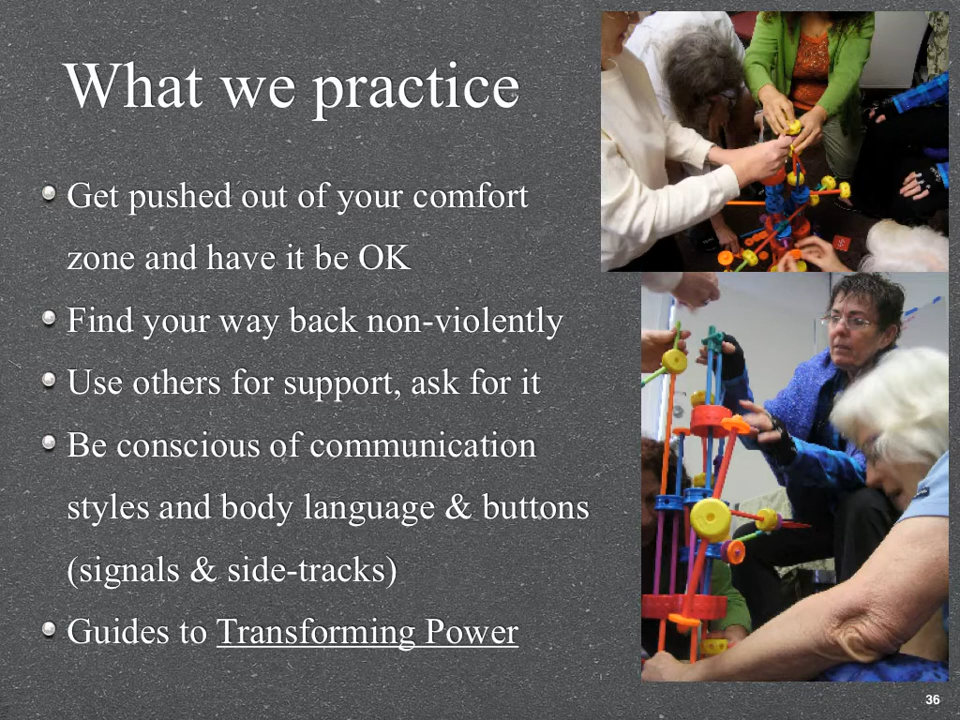 What we practice
Get pushed out of your comfort
zone and have it be OK
Find your way back non-violently
Use others for support, ask for it
Be conscious of communication
styles and body language & buttons
(signals & side-tracks)
Guides to Transforming Power
36